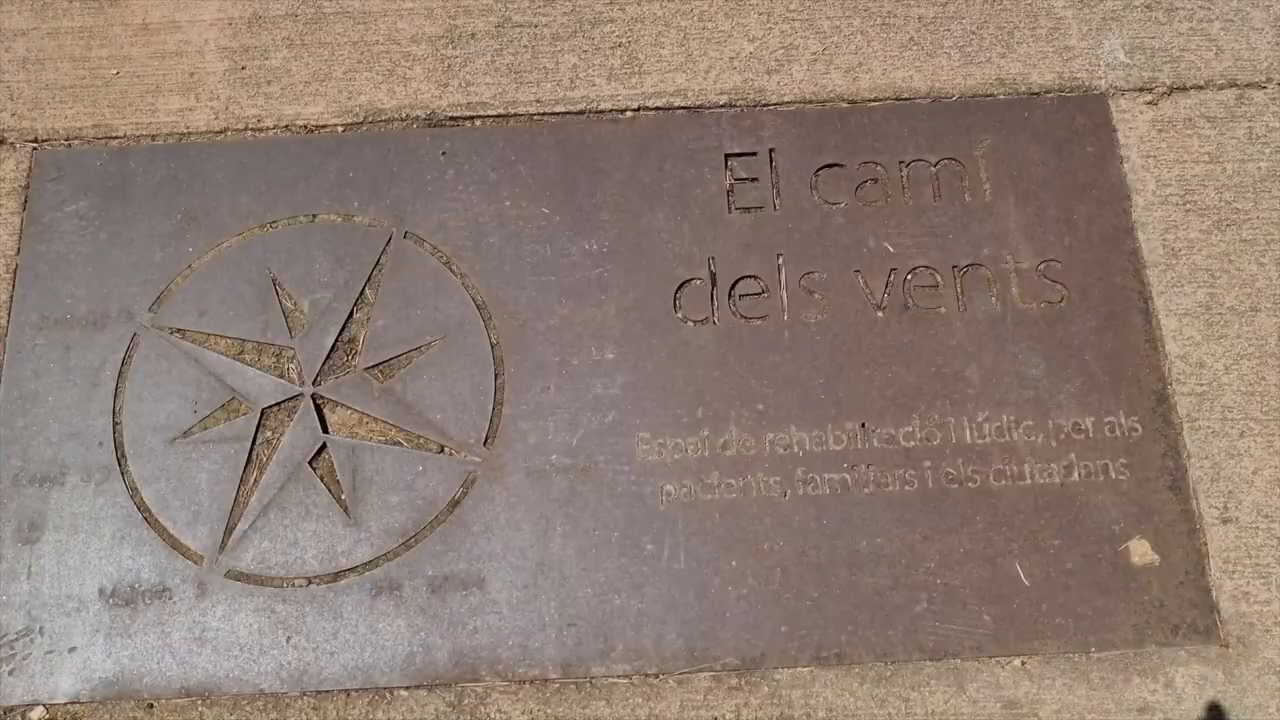 El camí
dels vents
Espai de rehabilitació i lúdic, per als
pacients, familiars i els ciutadans